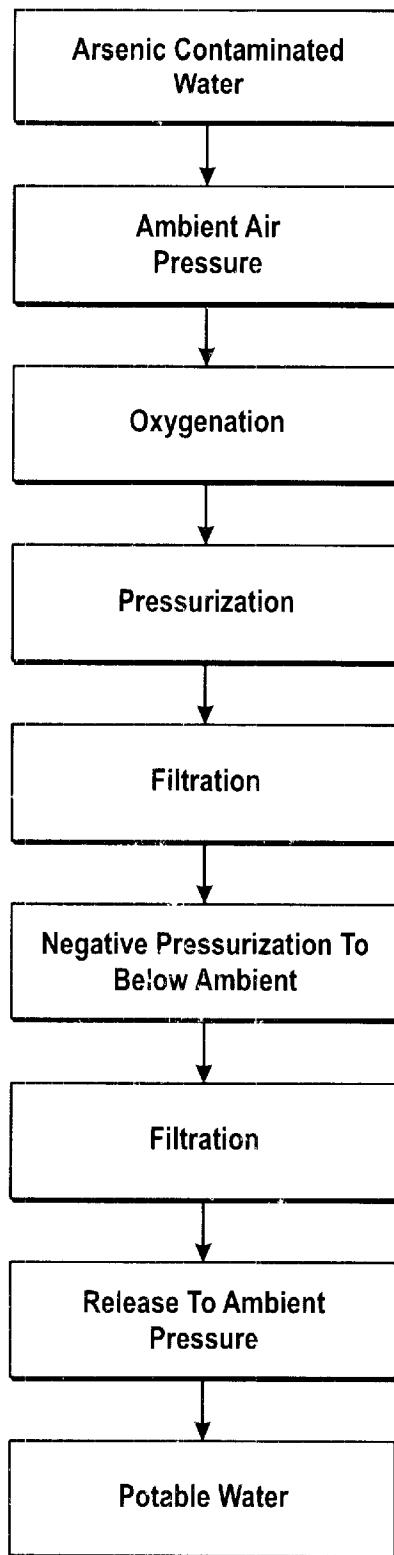 Arsenic Contaminated
Water
Ambient Air
Pressure
Oxygenation
Pressurization
Filtration
Negative Pressurization To
Below Ambient
Filtration
Release To Ambient
Pressure
Potable Water